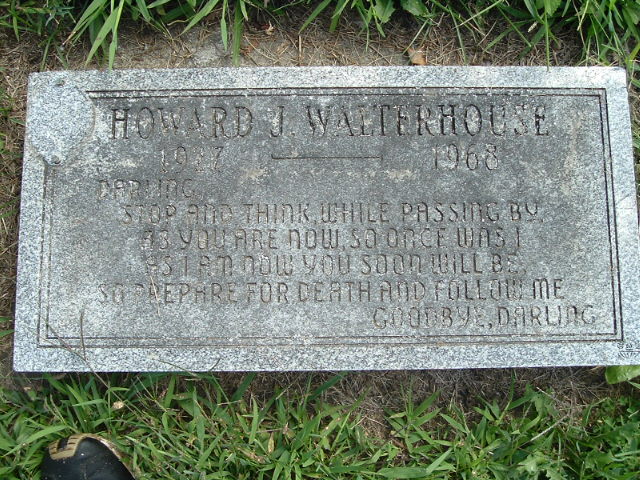 HOWARD J. WALTERHOUSE
1927 1968
DARLING
STOP AND THINK, WHILE PASSING BY,
AS YOU ARE NOW, SO ONCE WAS I
AS I AM NOW YOU SOON WILL BE,
SO PREPARE FOR DEATH AND FOLLOW ME
GOODBYE, DARLING